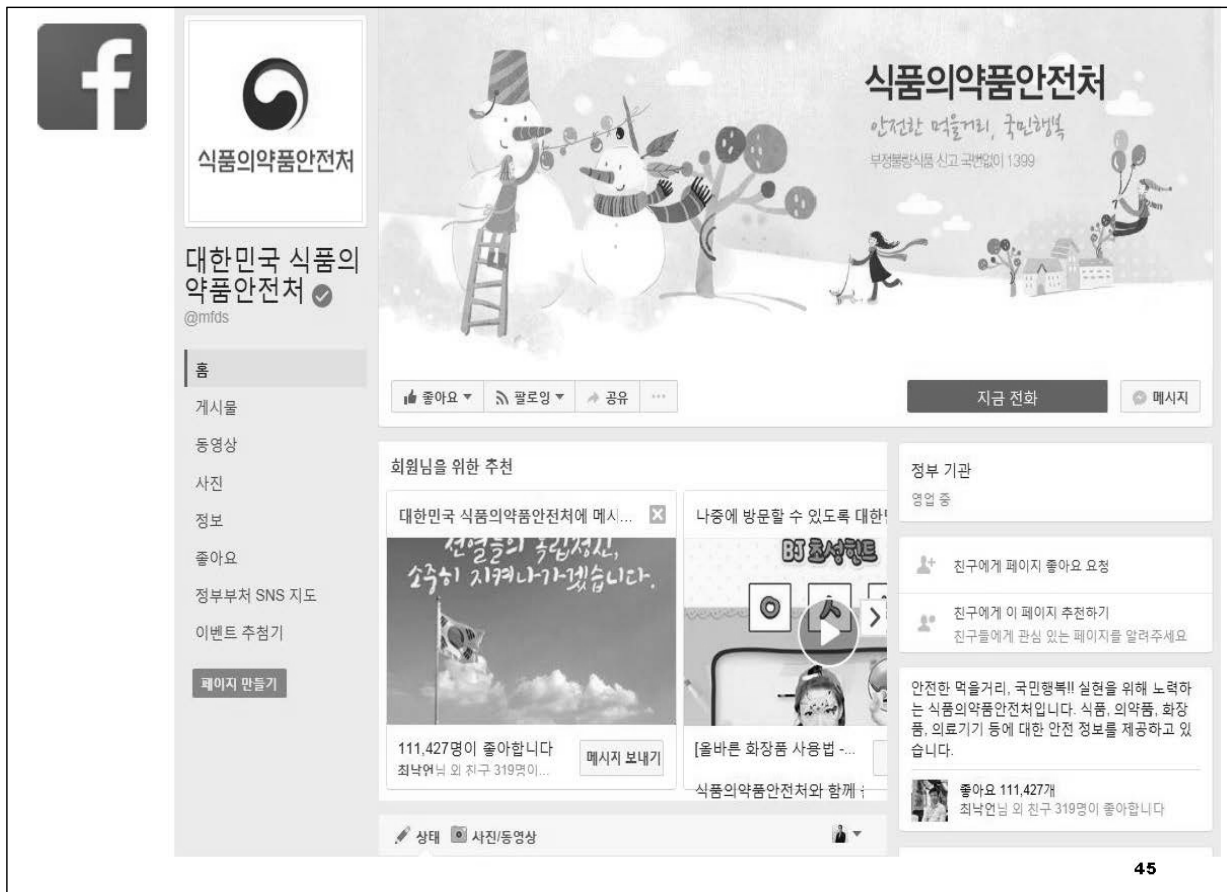 f
식품의약품안전처
대한민국 식품의
약품안전처
@mfds
홈
게시물
동영상
사진
정보
좋아요
정부부처 SNS 지도
이벤트 추첨기
페이지 만들기
식품의약품안전처
안전한 먹을거리, 국민행복
부정불량식품 신고 국번없이 1399
좋아요
팔로잉
공유
지금 전화
메시지
회원님을 위한 추천
대한민국 식품의약품안전처에 메시...
선열들의 독립정신,
소중히 지켜나가겠습니다.
111,427명이 좋아합니다
최낙언님 외 친구 319명이...
메시지 보내기
나중에 방문할 수 있도록 대한
BJ 초성힌트
ㅇ ㅅ
[올바른 화장품 사용법 -...
식품의약품안전처와 함께
상태
사진/동영상
정부 기관
영업 중
친구에게 페이지 좋아요 요청
친구에게 이 페이지 추천하기
친구들에게 관심 있는 페이지를 알려주세요
안전한 먹을거리, 국민행복!! 실현을 위해 노력하
는 식품의약품안전처입니다. 식품, 의약품, 화장
품, 의료기기 등에 대한 안전 정보를 제공하고 있
습니다.
좋아요 111,427개
최낙언님 외 친구 319명이 좋아합니다
45